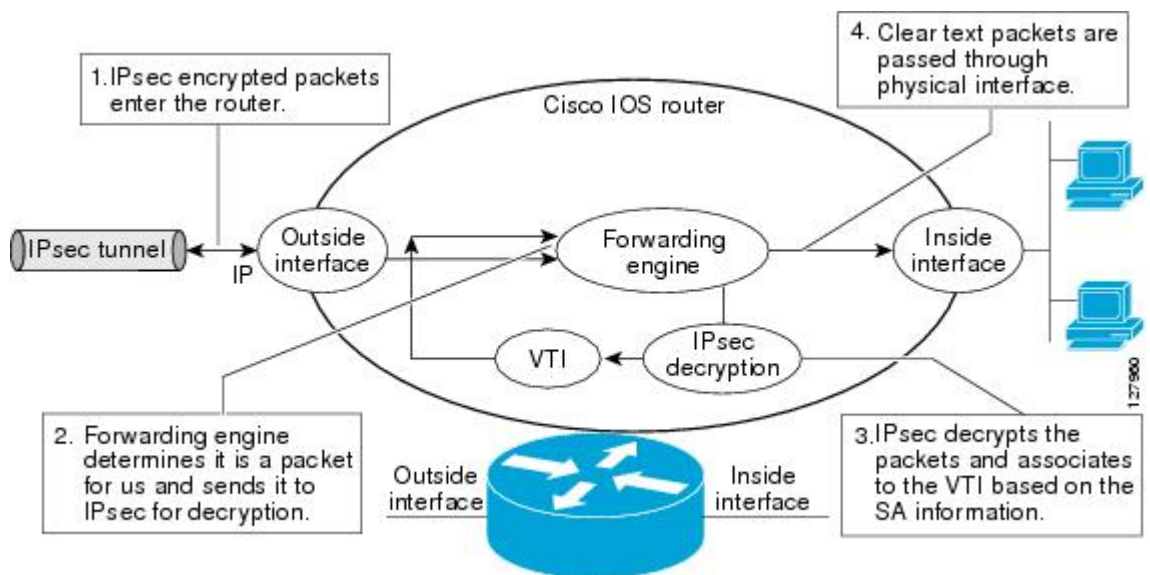 1. IPsec encrypted packets
enter the router.
4. Clear text packets are
passed through
physical interface.
Cisco IOS router
IPsec tunnel
IP
Outside
interface
Forwarding
engine
Inside
interface
VTI
IPsec
decryption
127960
2. Forwarding engine
determines it is a packet
for us and sends it to
IPsec for decryption.
Outside
interface
Inside
interface
3. IPsec decrypts the
packets and associates
to the VTI based on the
SA information.